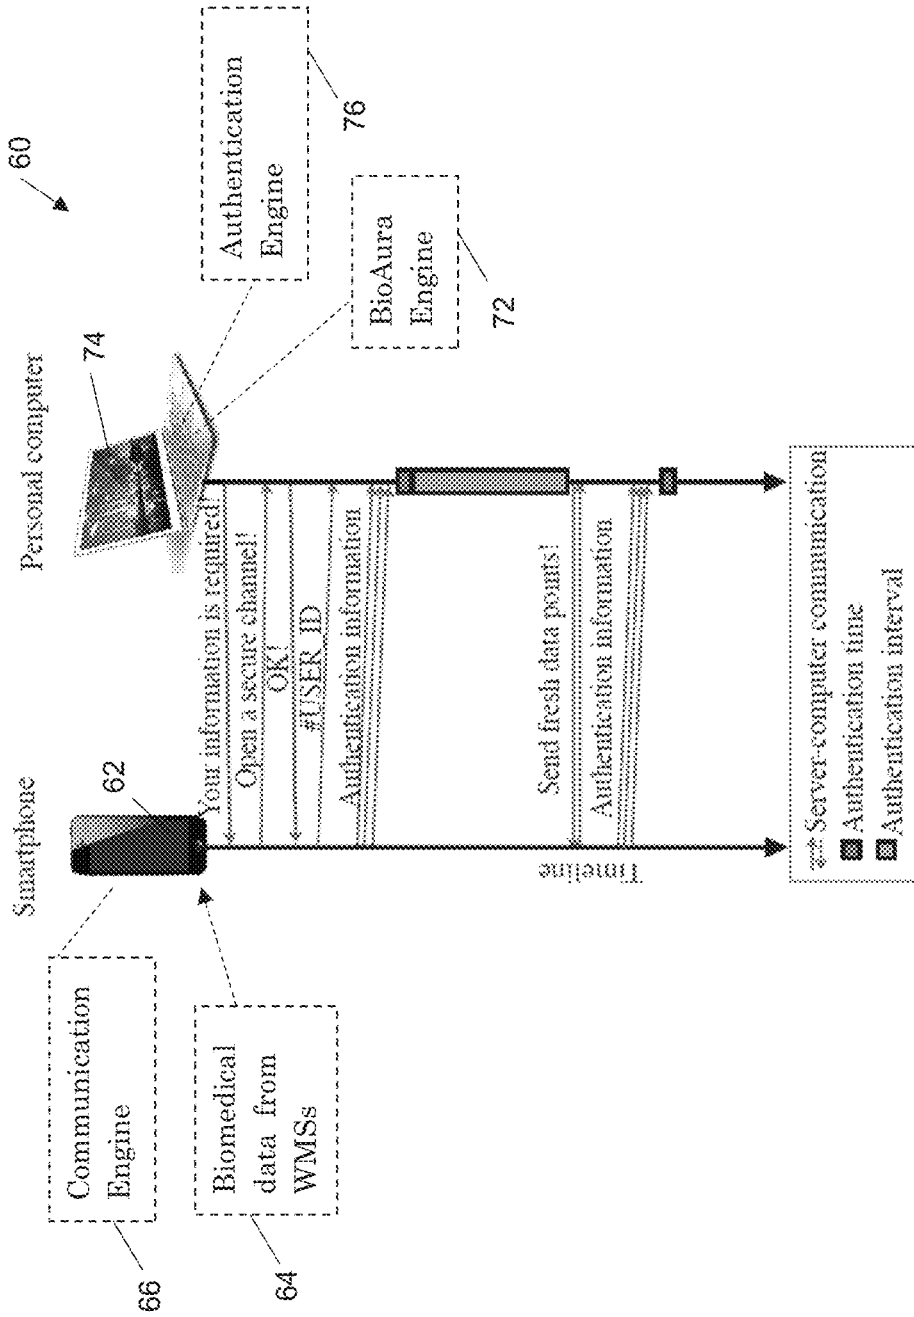 60
Smartphone
Personal computer
62
74
Communication
Engine
66
Biomedical
data from
WMSs
64
Authentication
Engine
76
BioAura
Engine
72
Your information is required!
Open a secure channel!
OK!
#USER_ID
Authentication information
Send fresh data points!
Authentication information
Timeline
Server-computer communication
Authentication time
Authentication interval